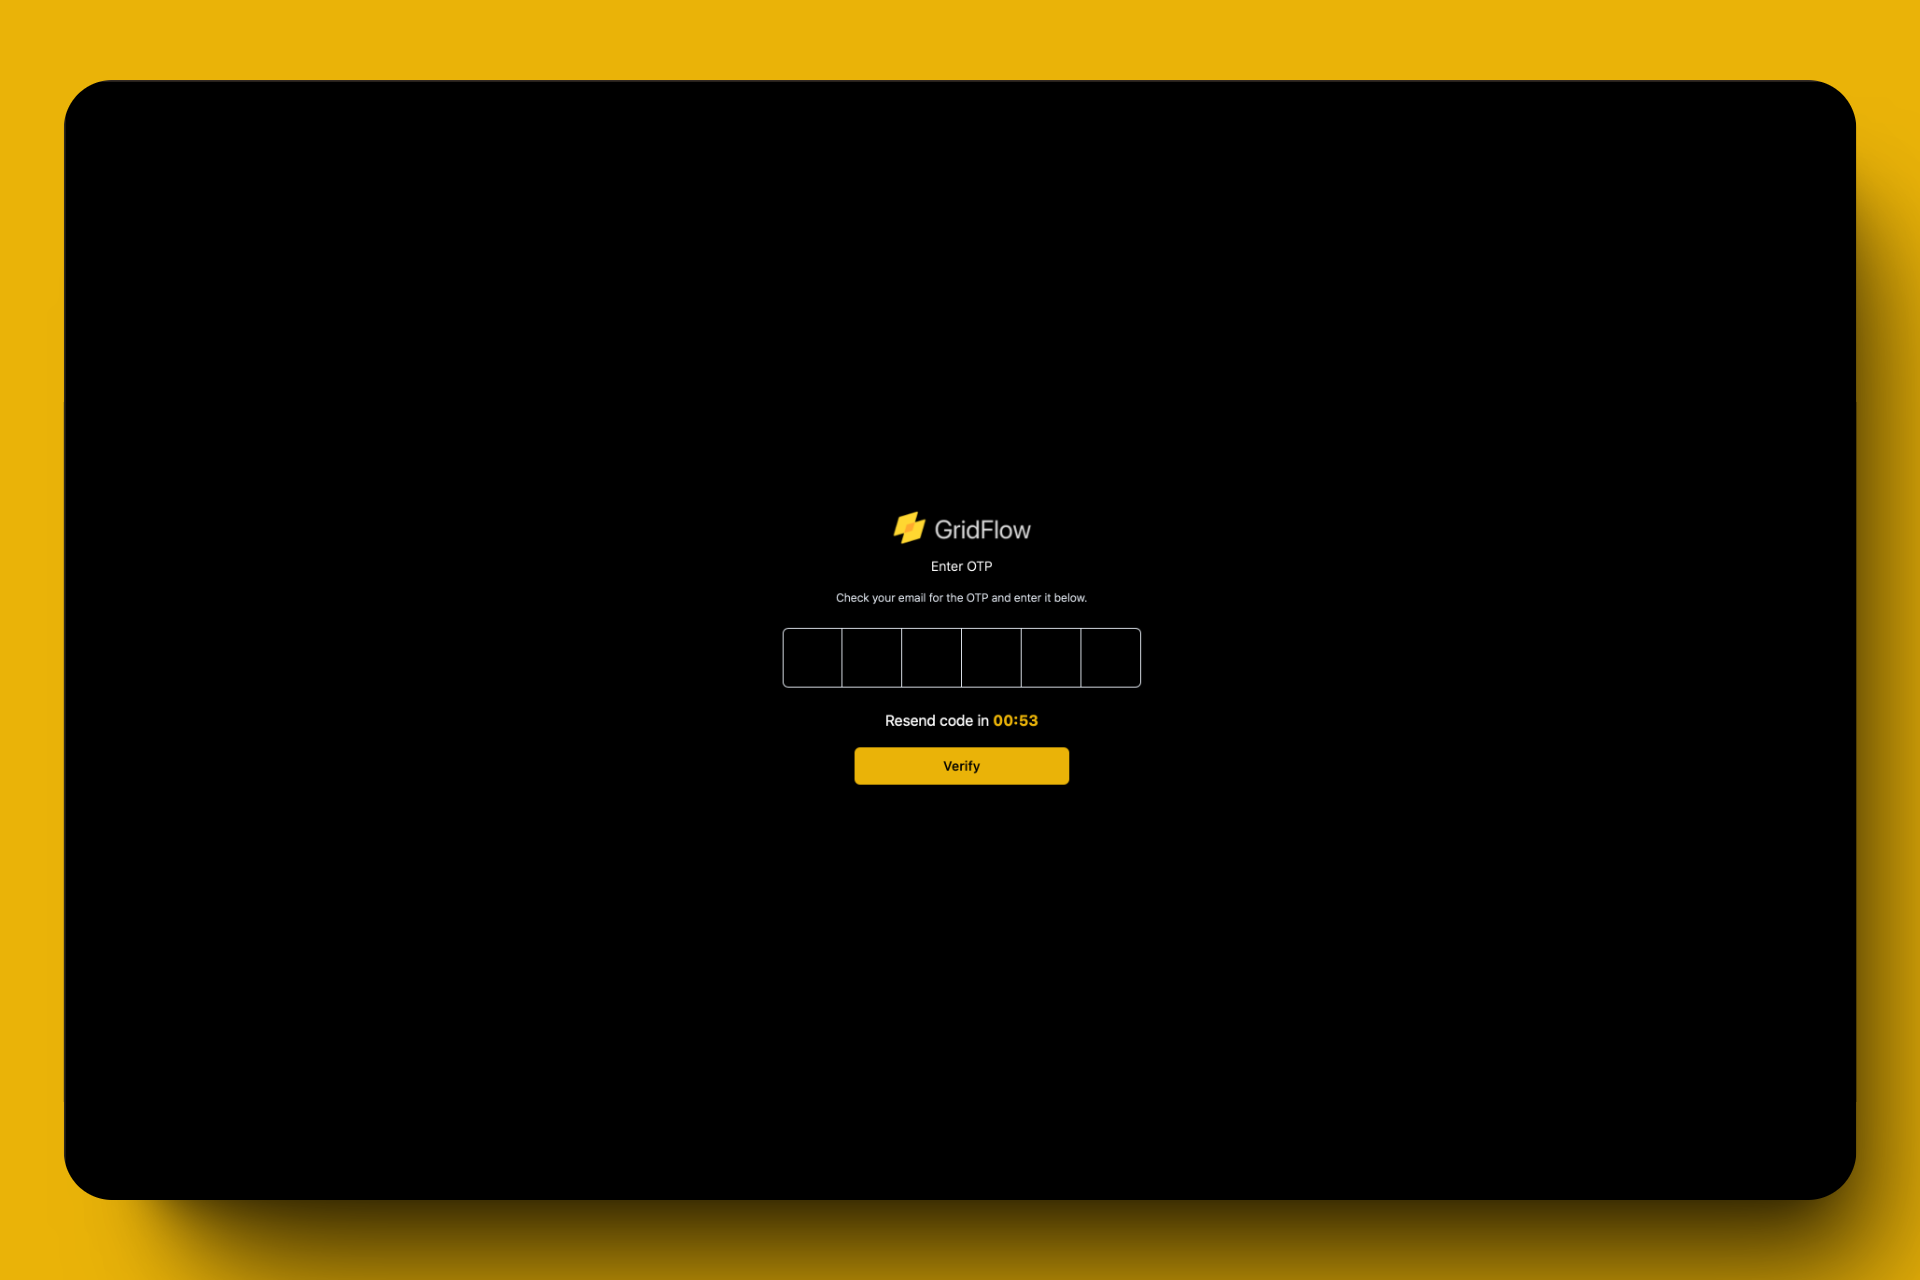 GridFlow
Enter OTP
Check your email for the OTP and enter it below.
Resend code in 00:53
Verify